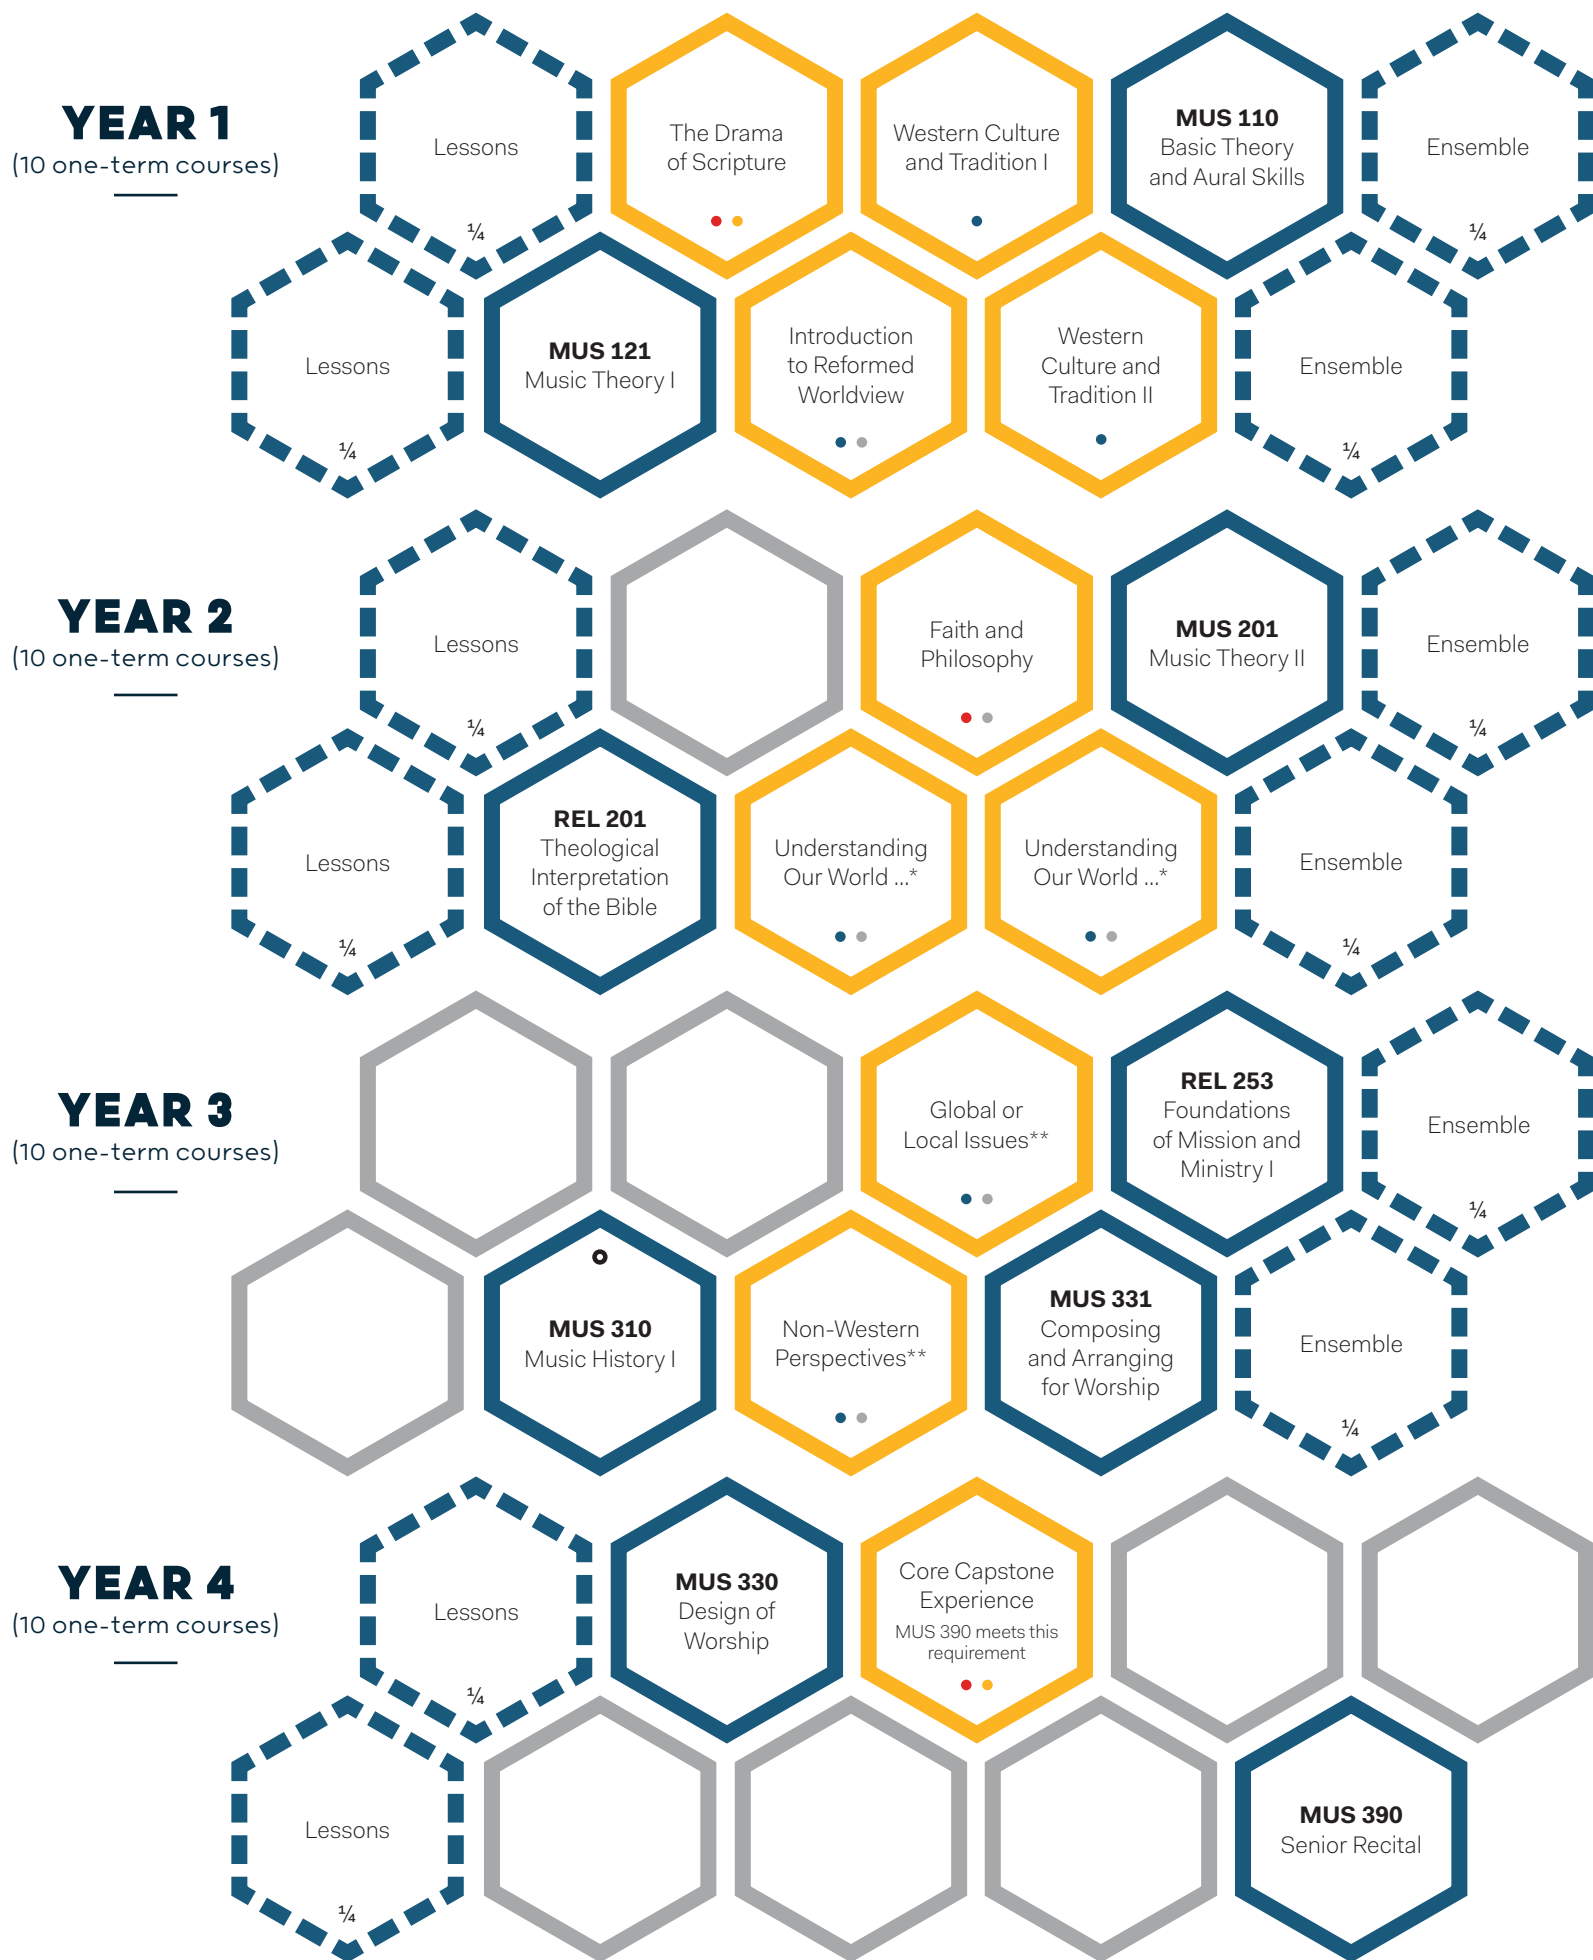 YEAR 1
(10 one-term courses)
Lessons
¼
The Drama
of Scripture
Western Culture
and Tradition I
MUS 110
Basic Theory
and Aural Skills
Ensemble
¼
Lessons
¼
MUS 121
Music Theory I
Introduction
to Reformed
Worldview
Western
Culture and
Tradition II
Ensemble
¼
YEAR 2
(10 one-term courses)
Lessons
¼
Faith and
Philosophy
MUS 201
Music Theory II
Ensemble
¼
Lessons
¼
REL 201
Theological
Interpretation
of the Bible
Understanding
Our World ...*
Understanding
Our World ...*
Ensemble
¼
YEAR 3
(10 one-term courses)
Global or
Local Issues**
REL 253
Foundations
of Mission and
Ministry I
Ensemble
¼
MUS 310
Music History I
Non-Western
Perspectives**
MUS 331
Composing
and Arranging
for Worship
Ensemble
¼
YEAR 4
(10 one-term courses)
Lessons
¼
MUS 330
Design of
Worship
Core Capstone
Experience
MUS 390 meets this
requirement
Lessons
¼
MUS 390
Senior Recital